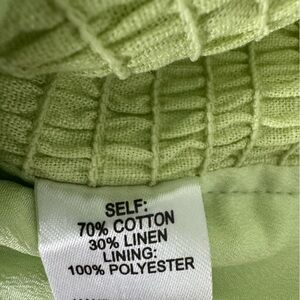 SELF:
70% COTTON
30% LINEN
LINING:
100% POLYESTER